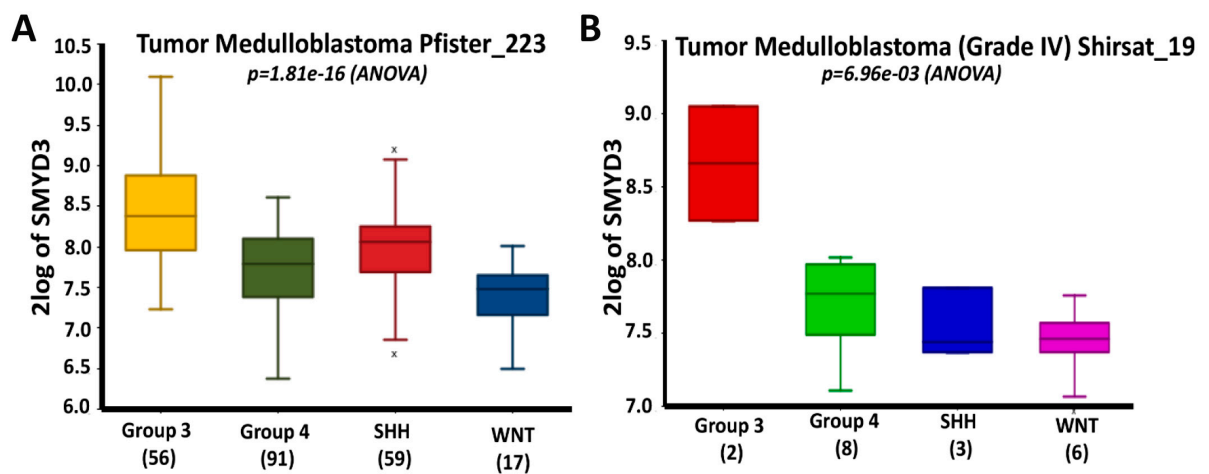 A
Tumor Medulloblastoma Pfister_223
p=1.81e-16 (ANOVA)
2log of SMYD3
10.5
10.0
9.5
9.0
8.5
8.0
7.5
7.0
6.5
6.0
x
x
Group 3 Group 4 SHH WNT
(56) (91) (59) (17)
B
Tumor Medulloblastoma (Grade IV) Shirsat_19
p=6.96e-03 (ANOVA)
2log of SMYD3
9.5
9.0
8.5
8.0
7.5
7.0
Group 3 Group 4 SHH WNT
(2) (8) (3) (6)